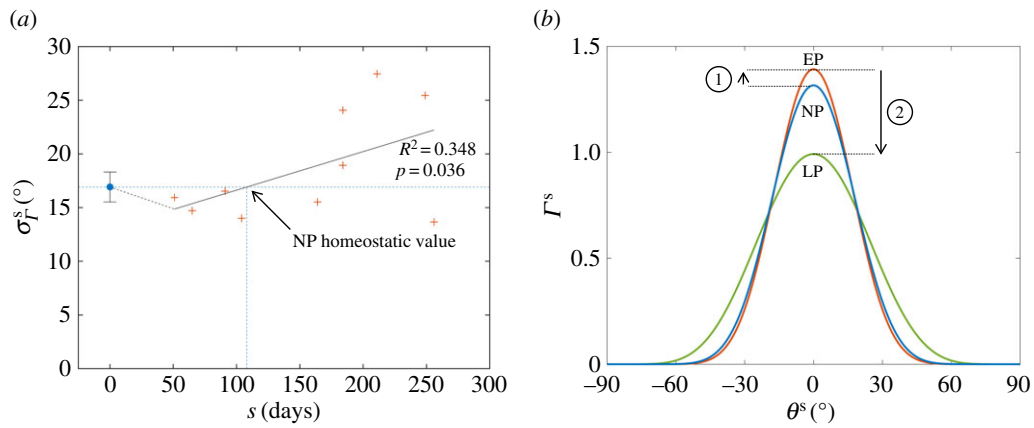 (a)
30
25
20
15
10
5
0
σ_Γ^s (°)
R² = 0.348
p = 0.036
NP homeostatic value
0 50 100 150 200 250 300
s (days)
(b)
1.5
1.0
0.5
0
Γ^s
EP
1
NP
2
LP
–90 –60 –30 0 30 60 90
θ^s (°)